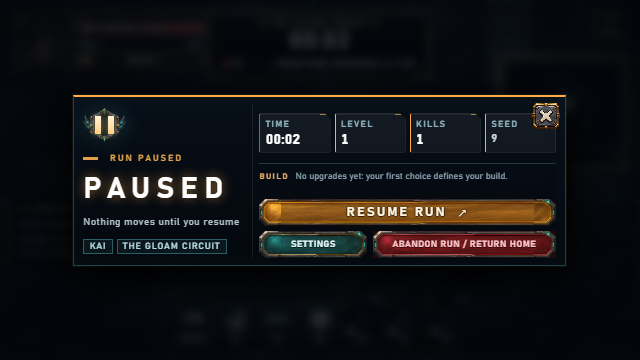 RUN PAUSED
PAUSED
Nothing moves until you resume
KAI
THE GLOAM CIRCUIT
TIME
00:02
LEVEL
1
KILLS
1
SEED
9
BUILD No upgrades yet: your first choice defines your build.
RESUME RUN ↗
SETTINGS
ABANDON RUN / RETURN HOME